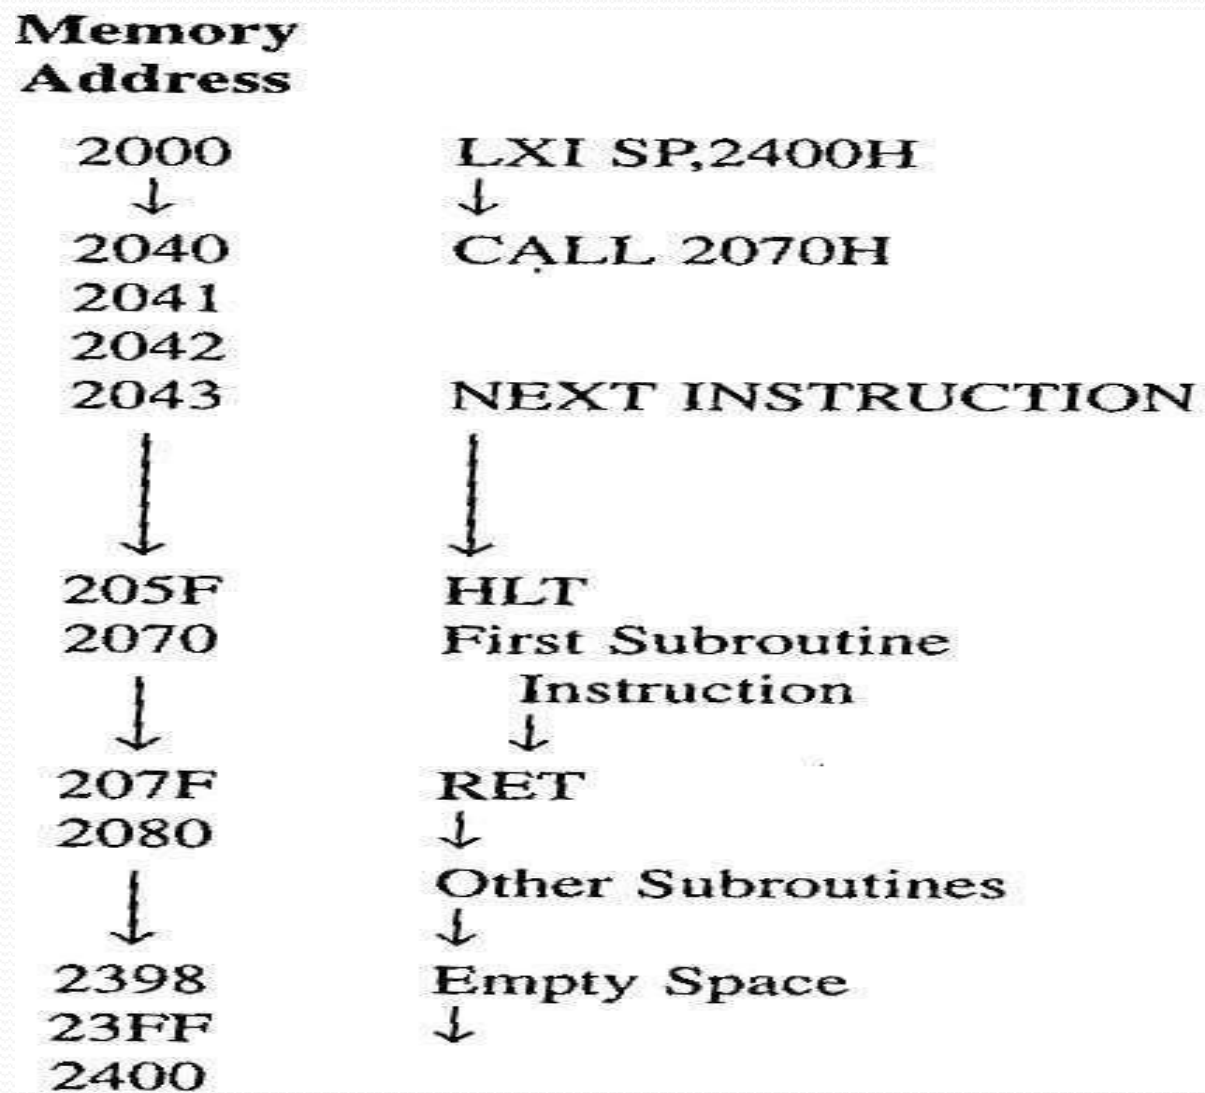 Memory
Address
2000 LXI SP,2400H
↓ ↓
2040 CALL 2070H
2041
2042
2043 NEXT INSTRUCTION
↓ ↓
205F HLT
2070 First Subroutine
Instruction
↓ ↓
207F RET
2080 ↓
Other Subroutines
↓ ↓
2398 Empty Space
23FF ↓
2400